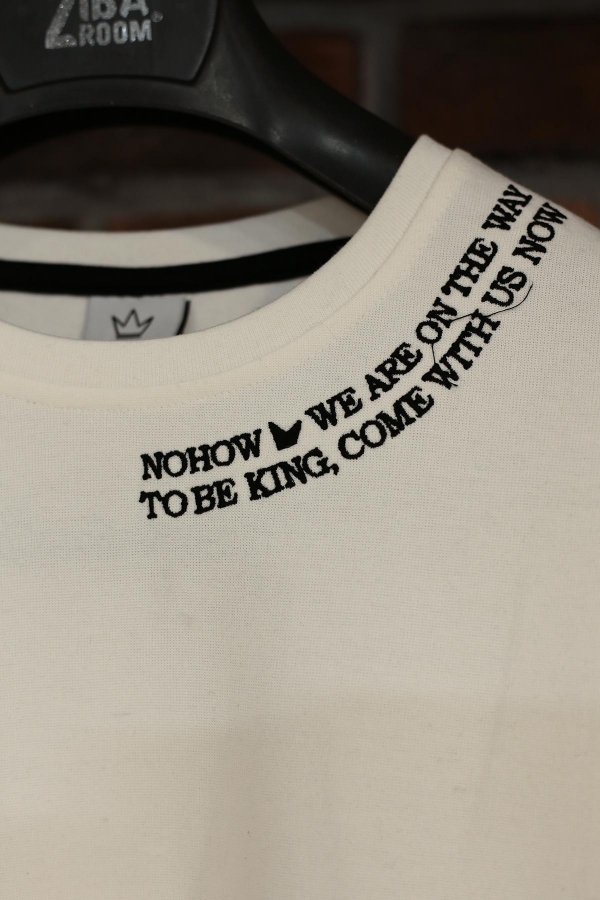 ZIBA
ROOM
NOHOW WE ARE ON THE WAY
TO BE KING, COME WITH US NOW